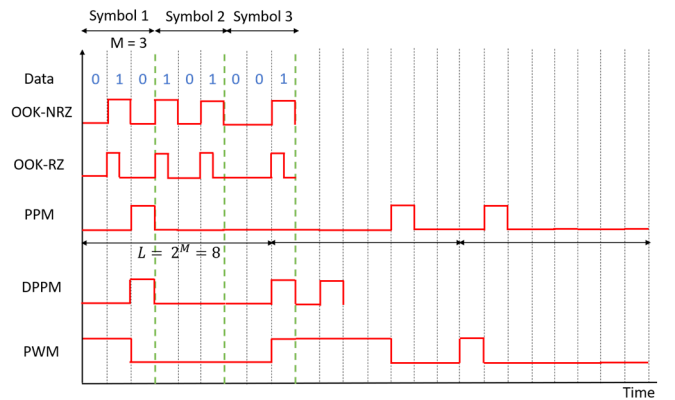 Symbol 1 Symbol 2 Symbol 3
M = 3
Data 0 1 0 1 0 1 0 0 1
OOK-NRZ
OOK-RZ
PPM
L = 2^M = 8
DPPM
PWM
Time